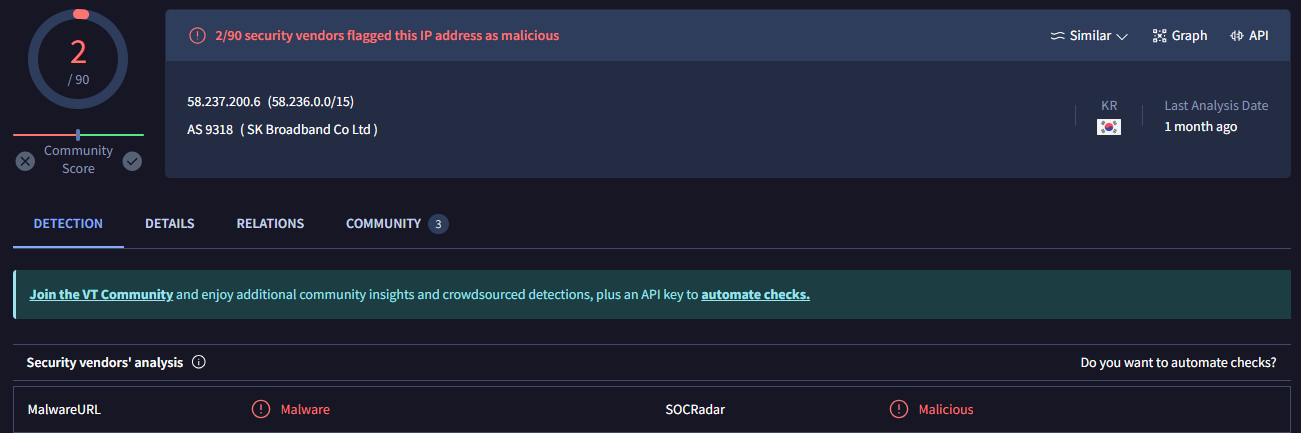 2
/ 90
Community
Score
2/90 security vendors flagged this IP address as malicious
Similar
Graph
API
58.237.200.6 (58.236.0.0/15)
AS 9318 ( SK Broadband Co Ltd )
KR
Last Analysis Date
1 month ago
DETECTION DETAILS RELATIONS COMMUNITY 3
Join the VT Community and enjoy additional community insights and crowdsourced detections, plus an API key to automate checks.
Security vendors' analysis Do you want to automate checks?
MalwareURL Malware SOCRadar Malicious